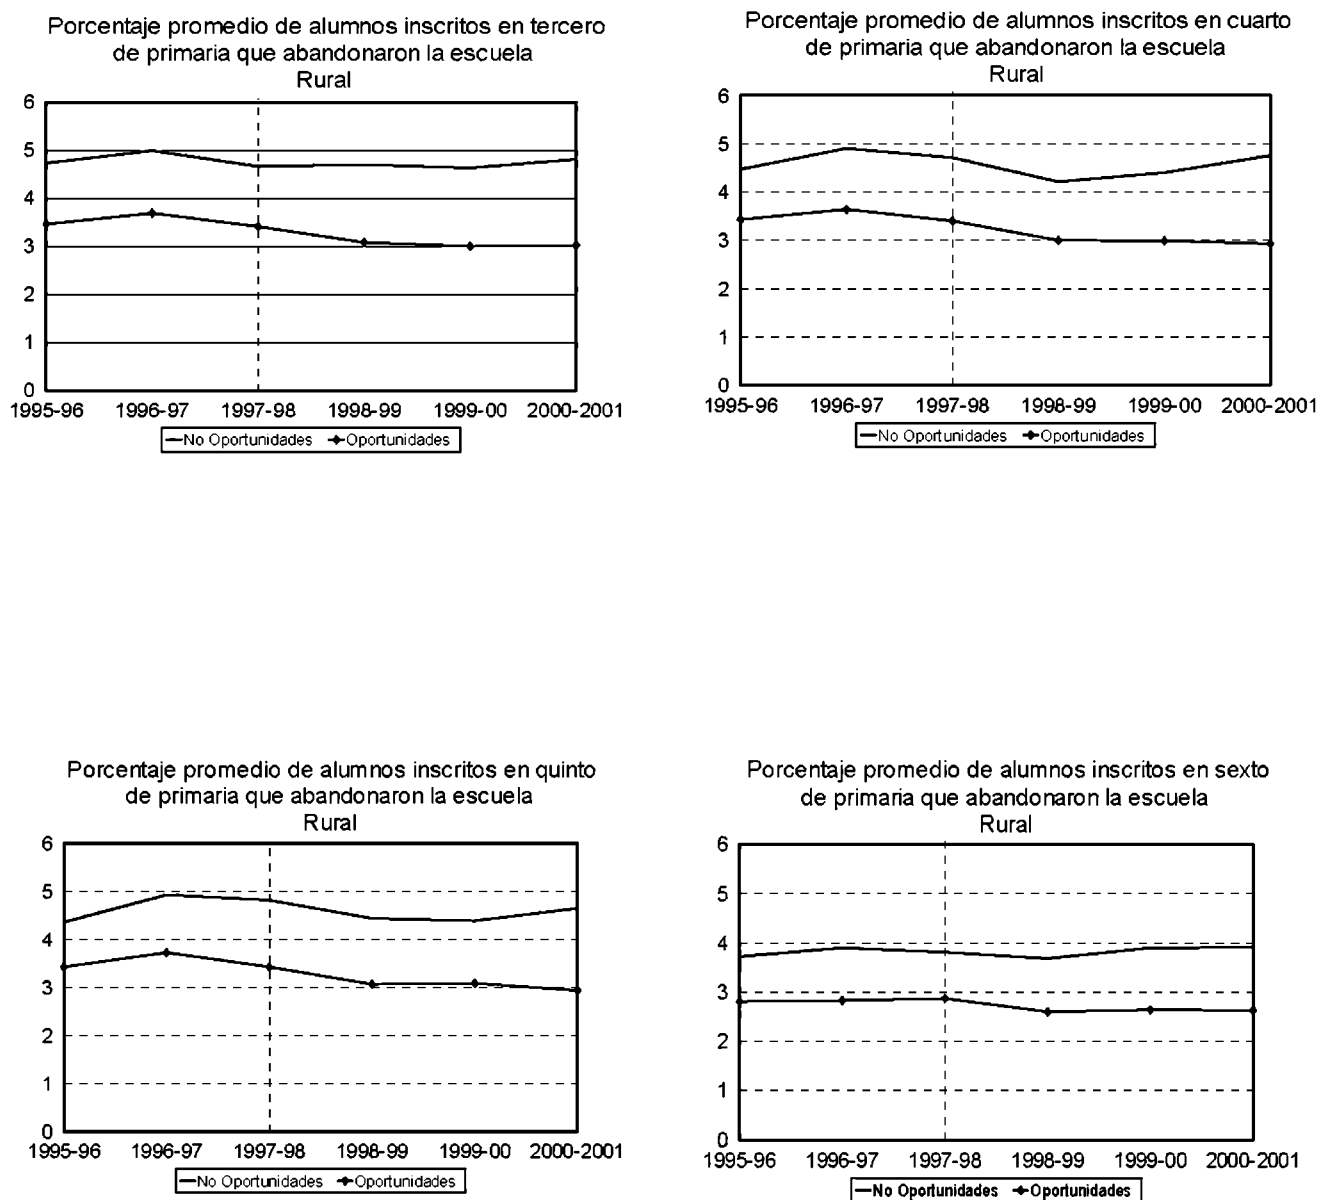 Porcentaje promedio de alumnos inscritos en tercero
de primaria que abandonaron la escuela
Rural
6
5
4
3
2
1
0
1995-96 1996-97 1997-98 1998-99 1999-00 2000-2001
No Oportunidades Oportunidades
Porcentaje promedio de alumnos inscritos en cuarto
de primaria que abandonaron la escuela
Rural
6
5
4
3
2
1
0
1995-96 1996-97 1997-98 1998-99 1999-00 2000-2001
No Oportunidades Oportunidades
Porcentaje promedio de alumnos inscritos en quinto
de primaria que abandonaron la escuela
Rural
6
5
4
3
2
1
0
1995-96 1996-97 1997-98 1998-99 1999-00 2000-2001
No Oportunidades Oportunidades
Porcentaje promedio de alumnos inscritos en sexto
de primaria que abandonaron la escuela
Rural
6
5
4
3
2
1
0
1995-96 1996-97 1997-98 1998-99 1999-00 2000-2001
No Oportunidades Oportunidades